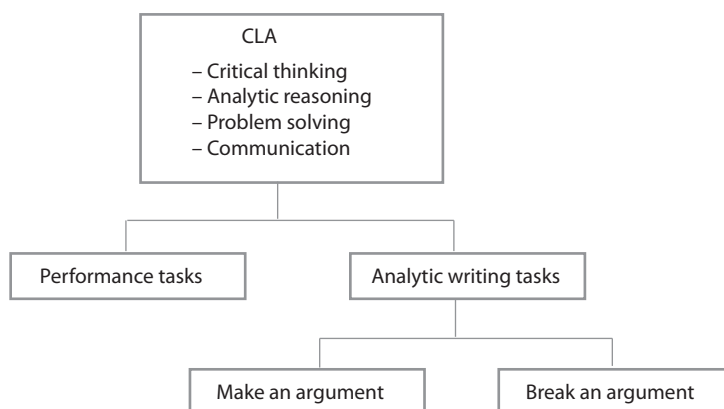 CLA
– Critical thinking
– Analytic reasoning
– Problem solving
– Communication
Performance tasks
Analytic writing tasks
Make an argument
Break an argument